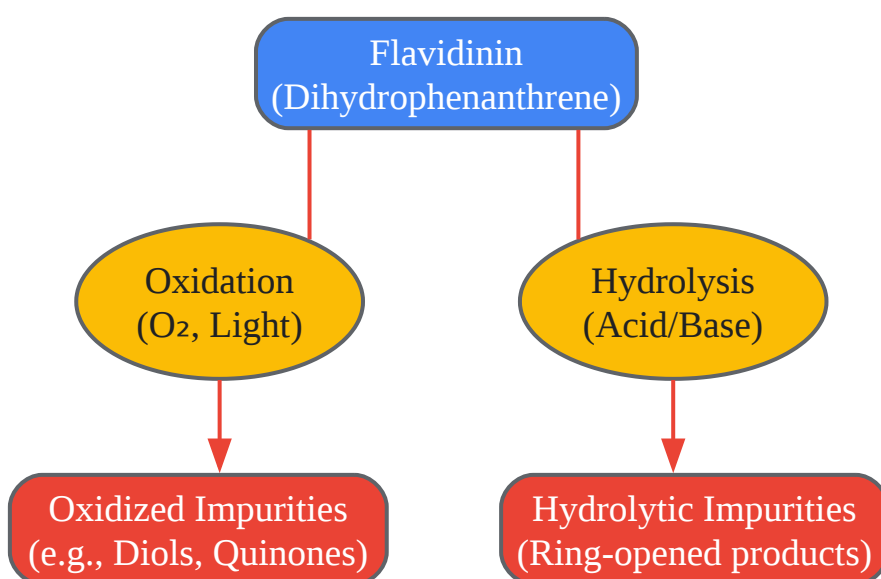 Flavidinin
(Dihydrophenanthrene)
Oxidation
(O₂, Light)
Hydrolysis
(Acid/Base)
Oxidized Impurities
(e.g., Diols, Quinones)
Hydrolytic Impurities
(Ring-opened products)